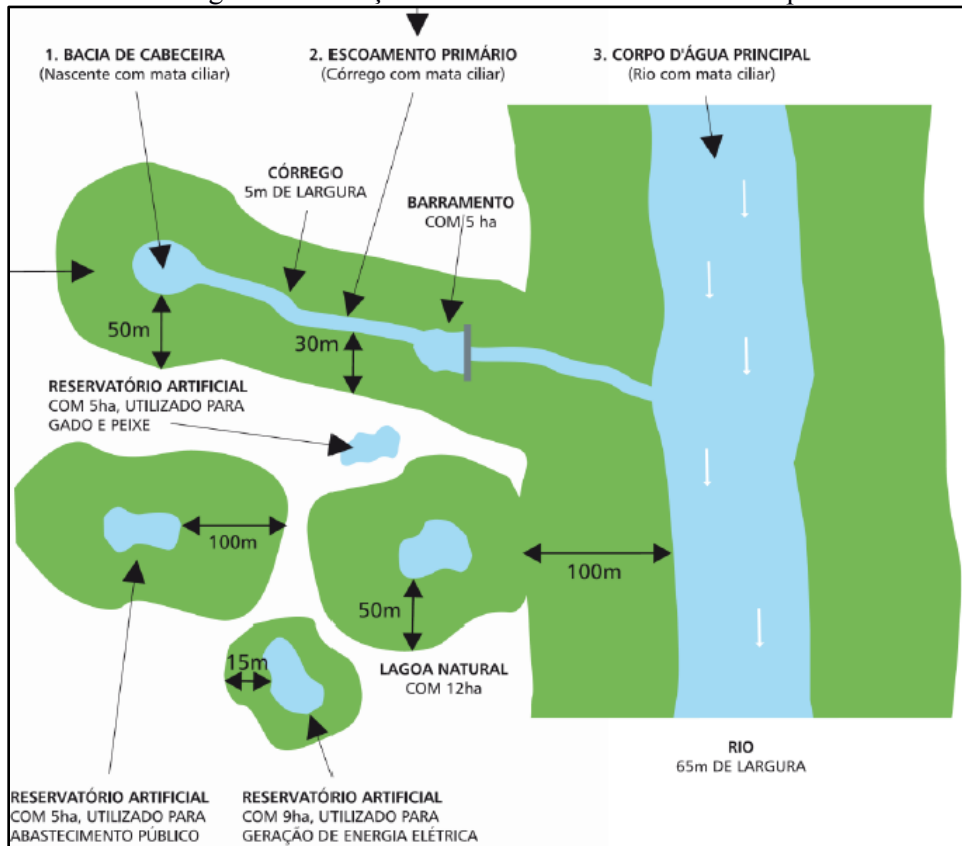 1. BACIA DE CABECEIRA
(Nascente com mata ciliar)
2. ESCOAMENTO PRIMÁRIO
(Córrego com mata ciliar)
3. CORPO D'ÁGUA PRINCIPAL
(Rio com mata ciliar)
CÓRREGO
5m DE LARGURA
BARRAMENTO
COM 5 ha
50m
30m
RESERVATÓRIO ARTIFICIAL
COM 5ha, UTILIZADO PARA
GADO E PEIXE
100m
100m
50m
15m
LAGOA NATURAL
COM 12ha
RIO
65m DE LARGURA
RESERVATÓRIO ARTIFICIAL
COM 5ha, UTILIZADO PARA
ABASTECIMENTO PÚBLICO
RESERVATÓRIO ARTIFICIAL
COM 9ha, UTILIZADO PARA
GERAÇÃO DE ENERGIA ELÉTRICA